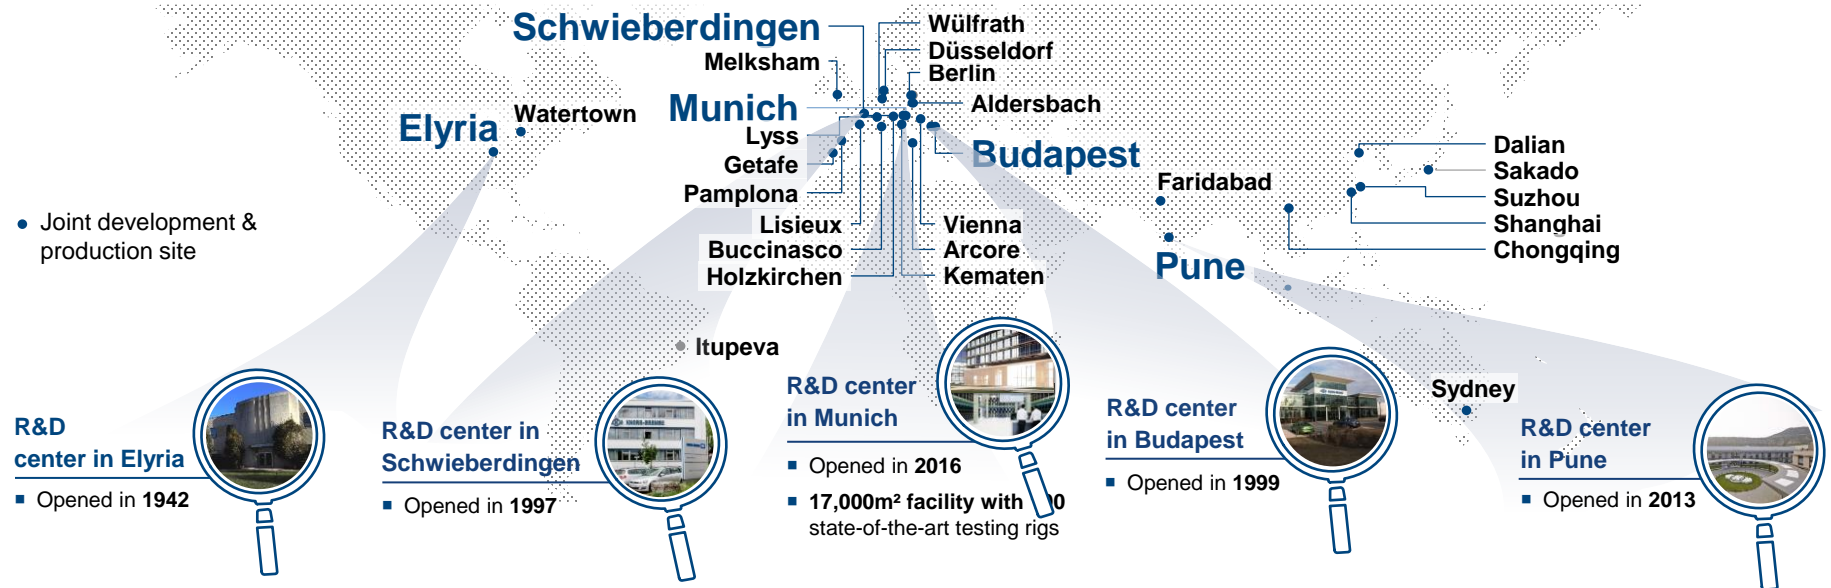 Schwieberdingen
Melksham
Munich
Lyss
Getafe
Pamplona
Lisieux
Buccinasco
Holzkirchen
Wülfrath
Düsseldorf
Berlin
Aldersbach
Budapest
Vienna
Arcore
Kematen
Elyria
Watertown
Faridabad
Pune
Dalian
Sakado
Suzhou
Shanghai
Chongqing
Itupeva
Sydney
Joint development &
production site
R&D
center in Elyria
Opened in 1942
R&D center in
Schwieberdingen
Opened in 1997
R&D center
in Munich
Opened in 2016
17,000m² facility with
state-of-the-art testing rigs
R&D center
in Budapest
Opened in 1999
R&D center
in Pune
Opened in 2013